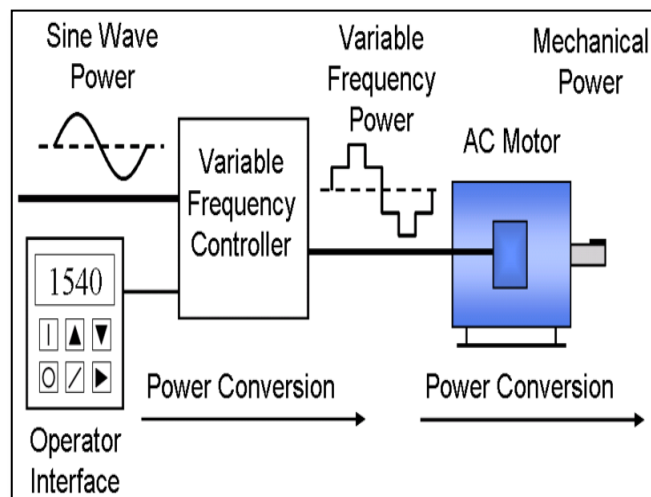 Sine Wave
Power
Variable
Frequency
Power
Mechanical
Power
AC Motor
Variable
Frequency
Controller
1540
Power Conversion
Power Conversion
Operator
Interface